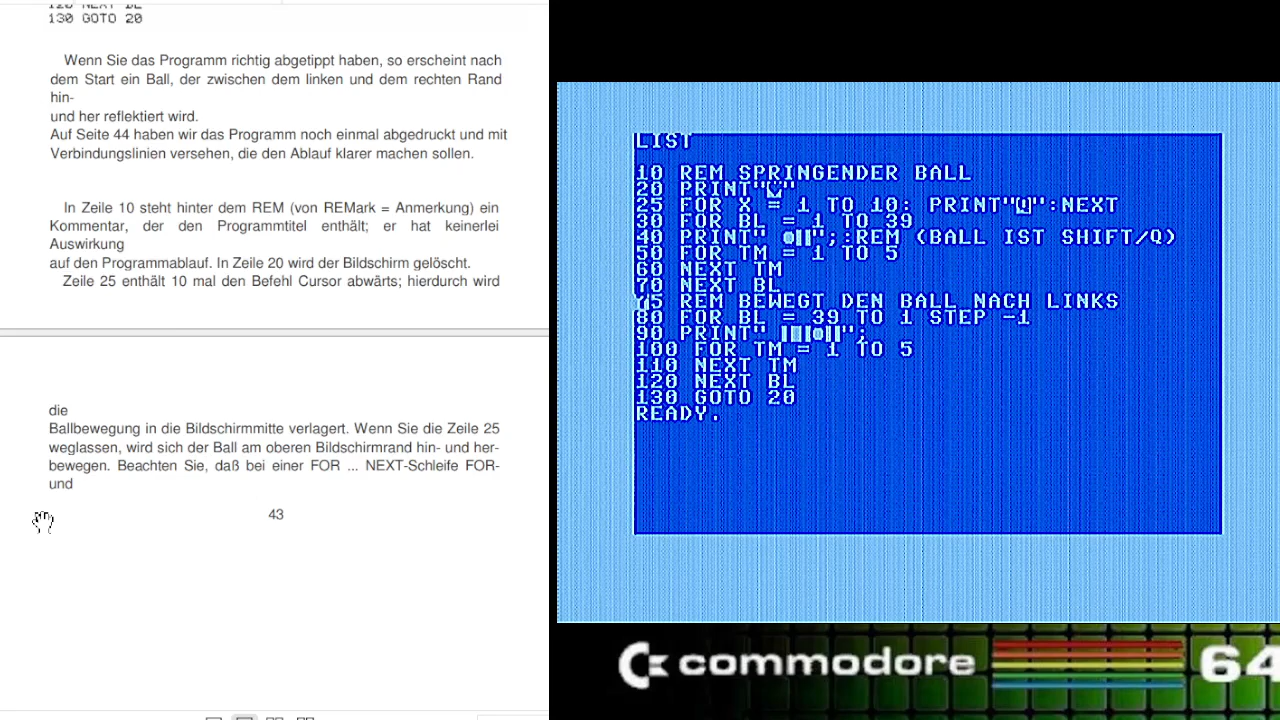 130 GOTO 20
Wenn Sie das Programm richtig abgetippt haben, so erscheint nach
dem Start ein Ball, der zwischen dem linken und dem rechten Rand
hin-
und her reflektiert wird.
Auf Seite 44 haben wir das Programm noch einmal abgedruckt und mit
Verbindungslinien versehen, die den Ablauf klarer machen sollen.
In Zeile 10 steht hinter dem REM (von REMark = Anmerkung) ein
Kommentar, der den Programmtitel enthält; er hat keinerlei
Auswirkung
auf den Programmablauf. In Zeile 20 wird der Bildschirm gelöscht.
Zeile 25 enthält 10 mal den Befehl Cursor abwärts; hierdurch wird
die
Ballbewegung in die Bildschirmmitte verlagert. Wenn Sie die Zeile 25
weglassen, wird sich der Ball am oberen Bildschirmrand hin- und her-
bewegen. Beachten Sie, daß bei einer FOR ... NEXT-Schleife FOR-
und
43
LIST
10 REM SPRINGENDER BALL
20 PRINT"♥"
25 FOR X = 1 TO 10: PRINT"Q":NEXT
30 FOR BL = 1 TO 39
40 PRINT" ●||";:REM (BALL IST SHIFT/Q)
50 FOR TM = 1 TO 5
60 NEXT TM
70 NEXT BL
5 REM BEWEGT DEN BALL NACH LINKS
80 FOR BL = 39 TO 1 STEP -1
90 PRINT" ||●||";
100 FOR TM = 1 TO 5
110 NEXT TM
120 NEXT BL
130 GOTO 20
READY.
commodore 64